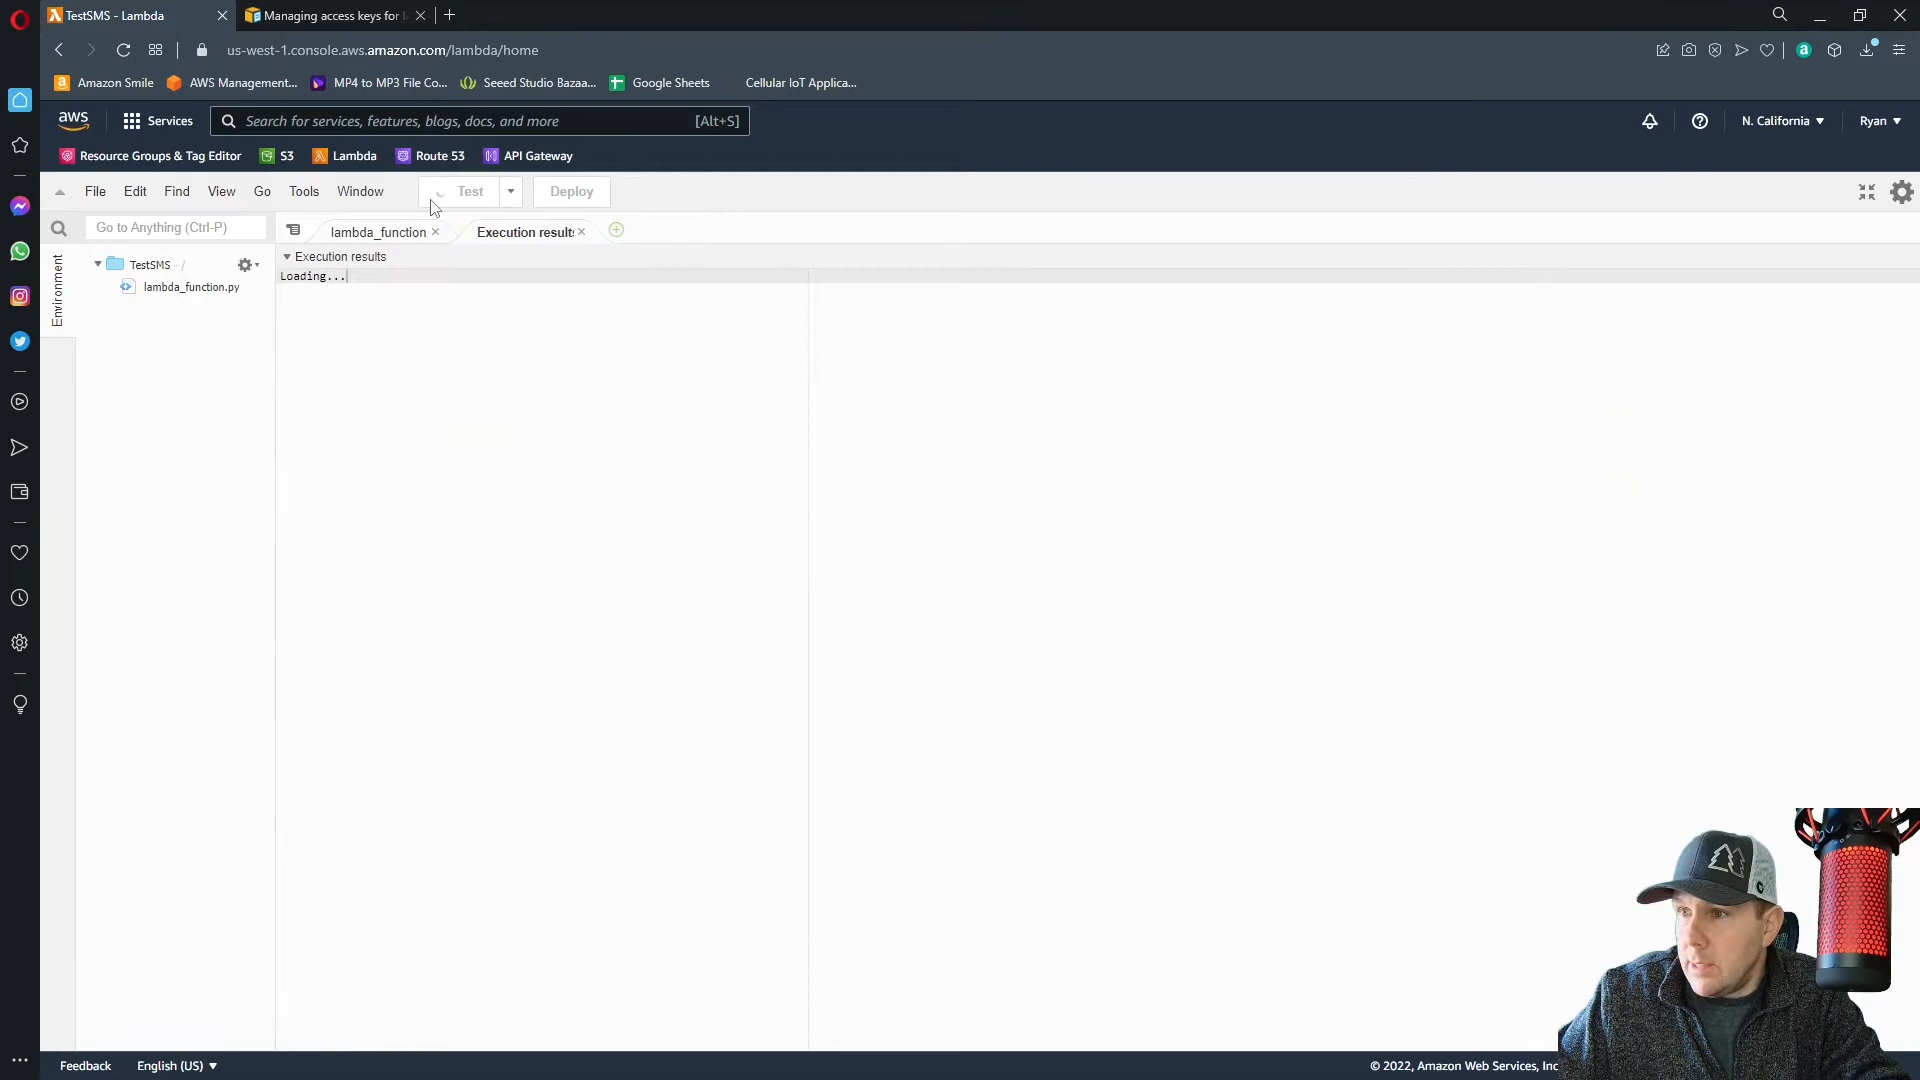 TestSMS - Lambda
Managing access keys for
us-west-1.console.aws.amazon.com/lambda/home
Amazon Smile
AWS Management...
MP4 to MP3 File Co...
Seeed Studio Bazaa...
Google Sheets
Cellular IoT Applica...
aws
Services
Search for services, features, blogs, docs, and more
[Alt+S]
N. California
Ryan
Resource Groups & Tag Editor
S3
Lambda
Route 53
API Gateway
File
Edit
View
Find
Go
Tools
Window
Test
Deploy
Go to Anything (Ctrl-P)
lambda_function
Execution result
Environment
TestSMS - /
lambda_function.py
Execution results
Loading...
Feedback
English (US)
© 2022, Amazon Web Services, Inc